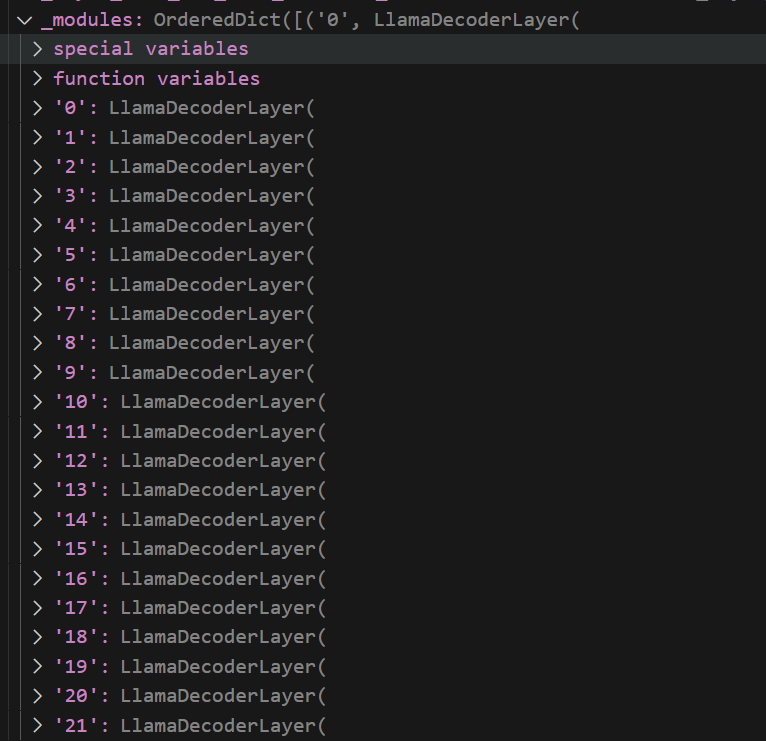 _modules: OrderedDict([('0', LlamaDecoderLayer(
special variables
function variables
'0': LlamaDecoderLayer(
'1': LlamaDecoderLayer(
'2': LlamaDecoderLayer(
'3': LlamaDecoderLayer(
'4': LlamaDecoderLayer(
'5': LlamaDecoderLayer(
'6': LlamaDecoderLayer(
'7': LlamaDecoderLayer(
'8': LlamaDecoderLayer(
'9': LlamaDecoderLayer(
'10': LlamaDecoderLayer(
'11': LlamaDecoderLayer(
'12': LlamaDecoderLayer(
'13': LlamaDecoderLayer(
'14': LlamaDecoderLayer(
'15': LlamaDecoderLayer(
'16': LlamaDecoderLayer(
'17': LlamaDecoderLayer(
'18': LlamaDecoderLayer(
'19': LlamaDecoderLayer(
'20': LlamaDecoderLayer(
'21': LlamaDecoderLayer(